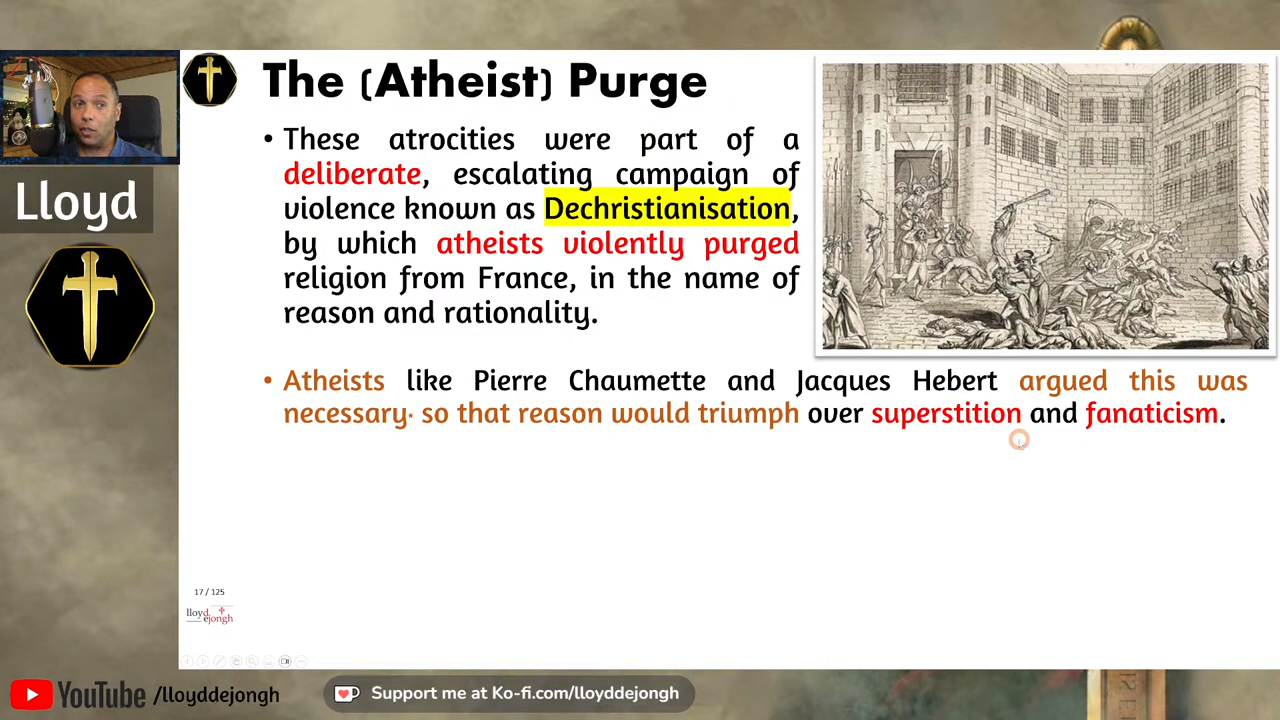 The (Atheist) Purge
• These atrocities were part of a
deliberate, escalating campaign of
violence known as Dechristianisation,
by which atheists violently purged
religion from France, in the name of
reason and rationality.
• Atheists like Pierre Chaumette and Jacques Hebert argued this was
necessary· so that reason would triumph over superstition and fanaticism.
Lloyd
17 / 125
lloyd
ejongh
YouTube /lloyddejongh
Support me at Ko-fi.com/lloyddejongh